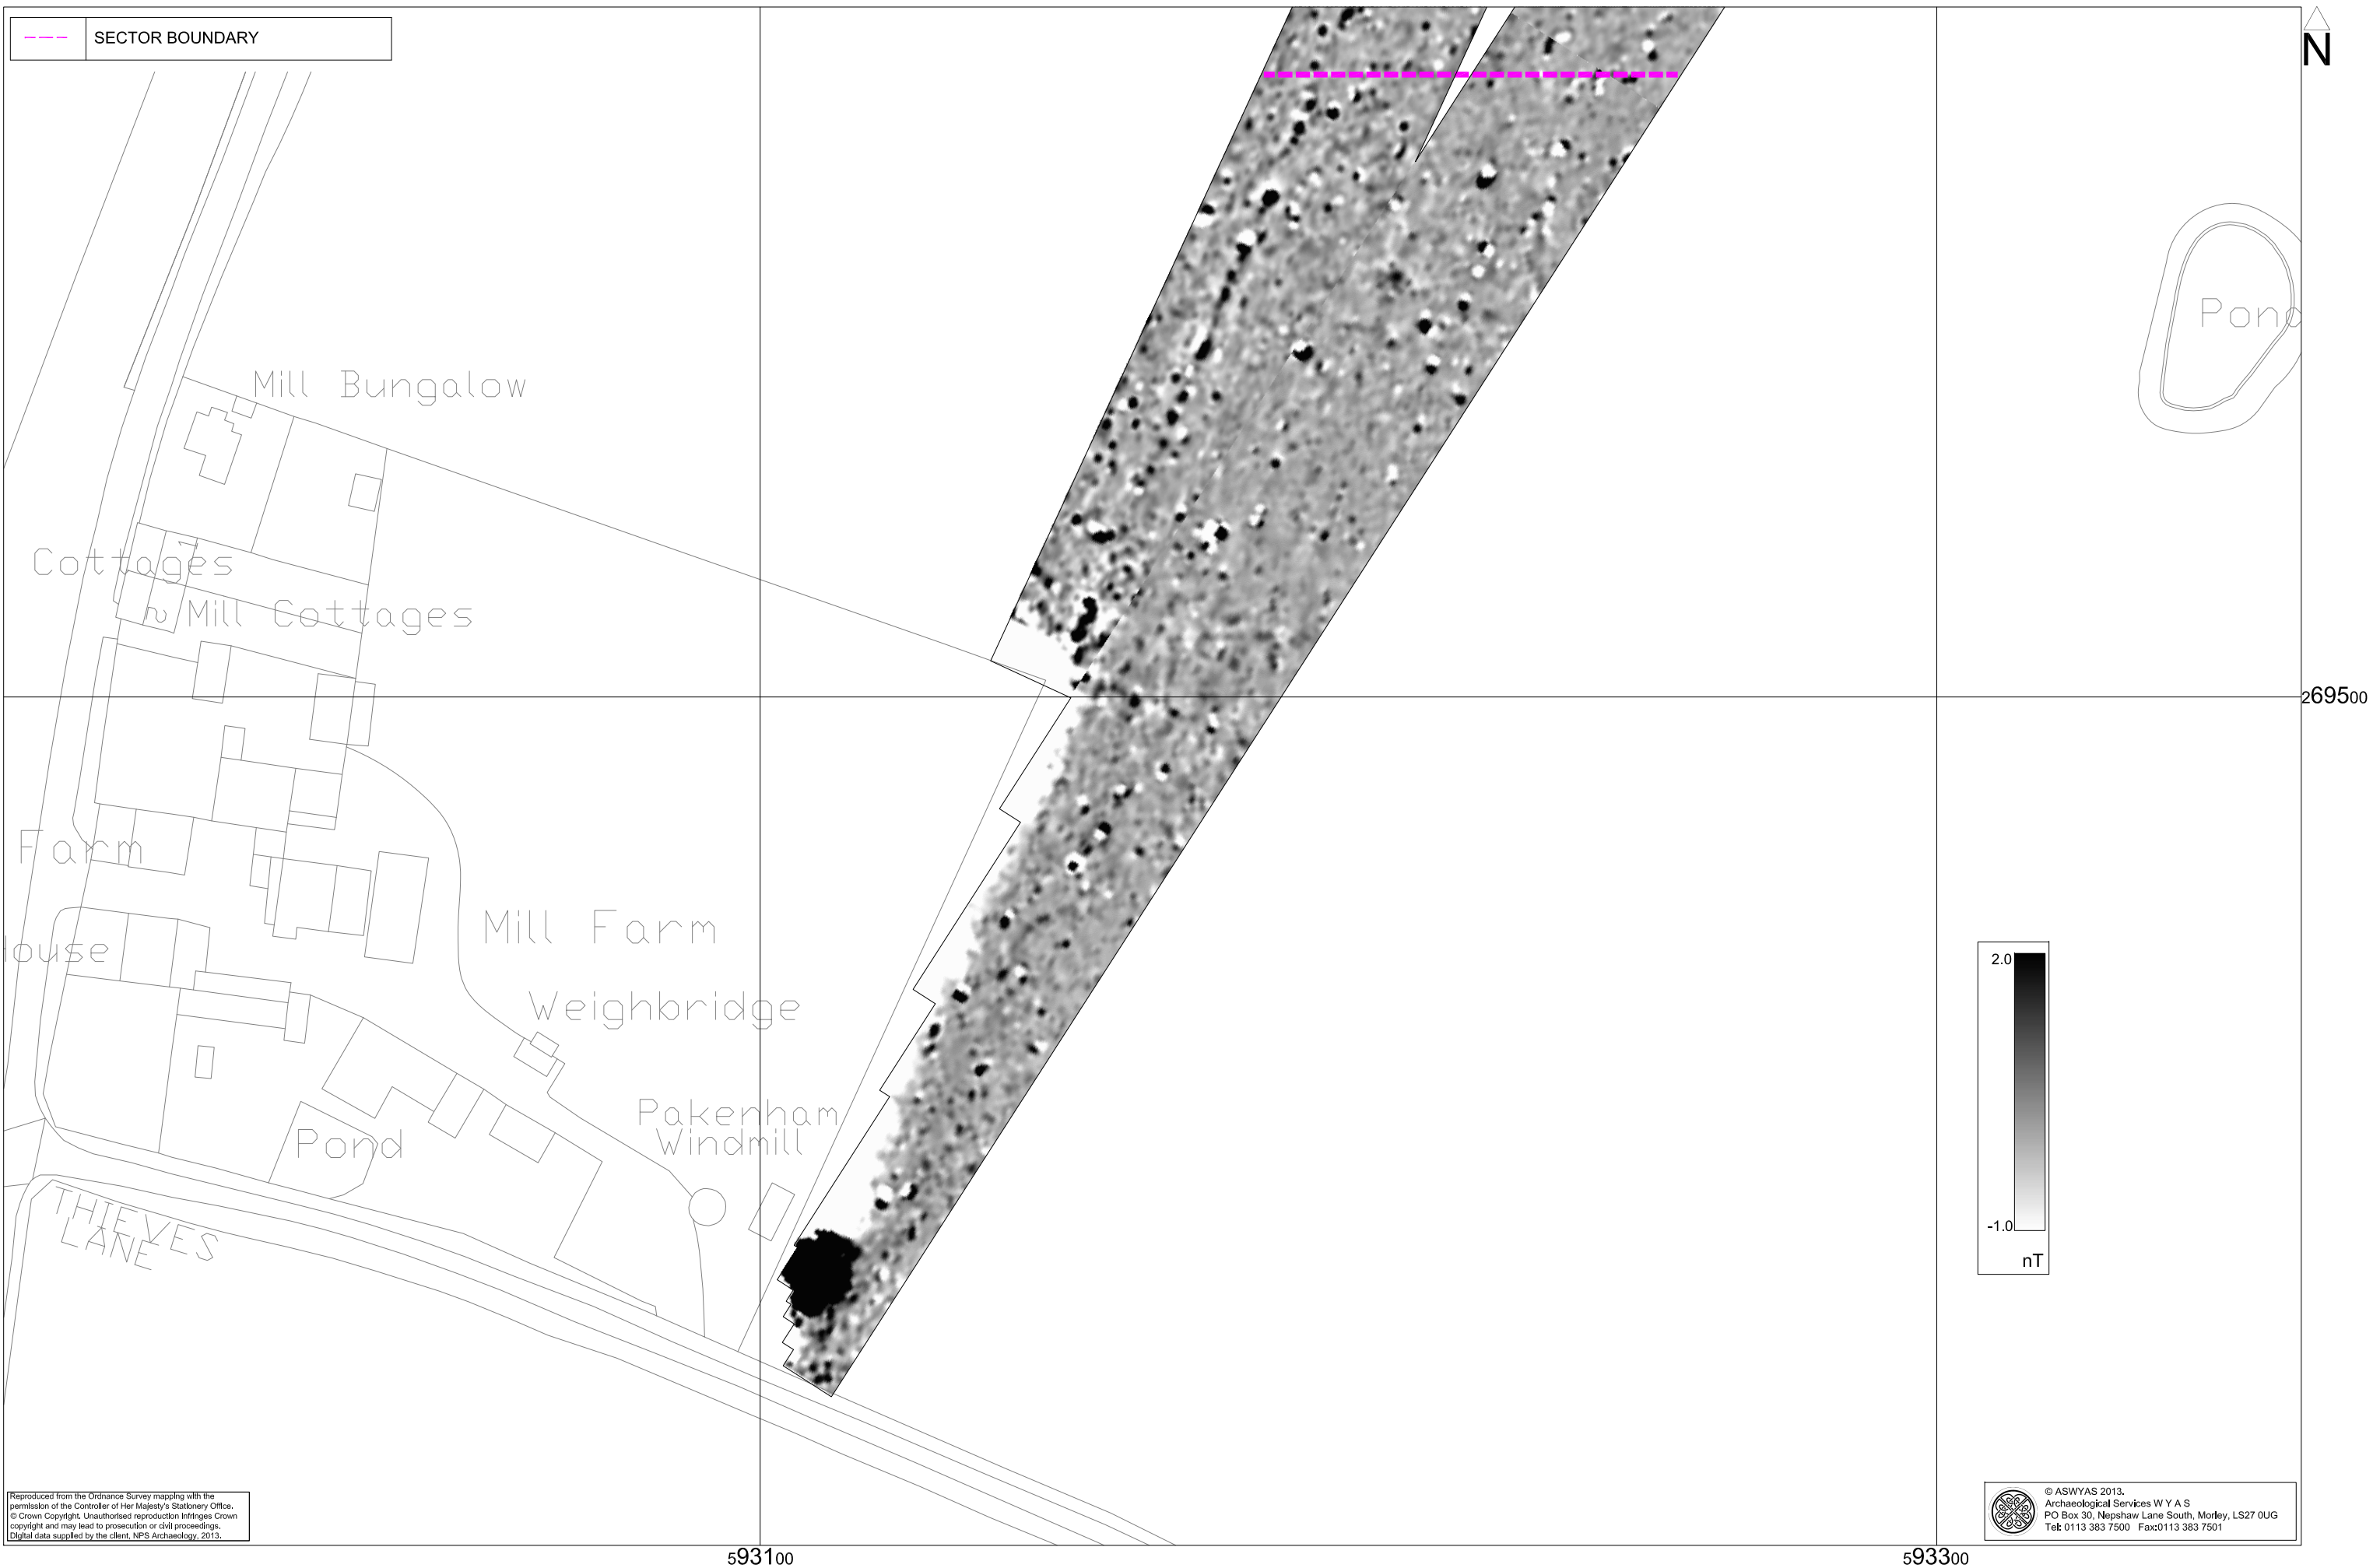 SECTOR BOUNDARY
N
Pond
Mill Bungalow
Cottages
1
2 Mill Cottages
269500
Farm
House
Mill Farm
Weighbridge
2.0
-1.0
nT
Pakenham
Windmill
Pond
THIEVES
LANE
Reproduced from the Ordnance Survey mapping with the
permission of the Controller of Her Majesty's Stationery Office.
© Crown Copyright. Unauthorised reproduction infringes Crown
copyright and may lead to prosecution or civil proceedings.
Digital data supplied by the client, NPS Archaeology, 2013.
© ASWYAS 2013.
Archaeological Services W Y A S
PO Box 30, Nepshaw Lane South, Morley, LS27 0UG
Tel: 0113 383 7500 Fax:0113 383 7501
593100
593300